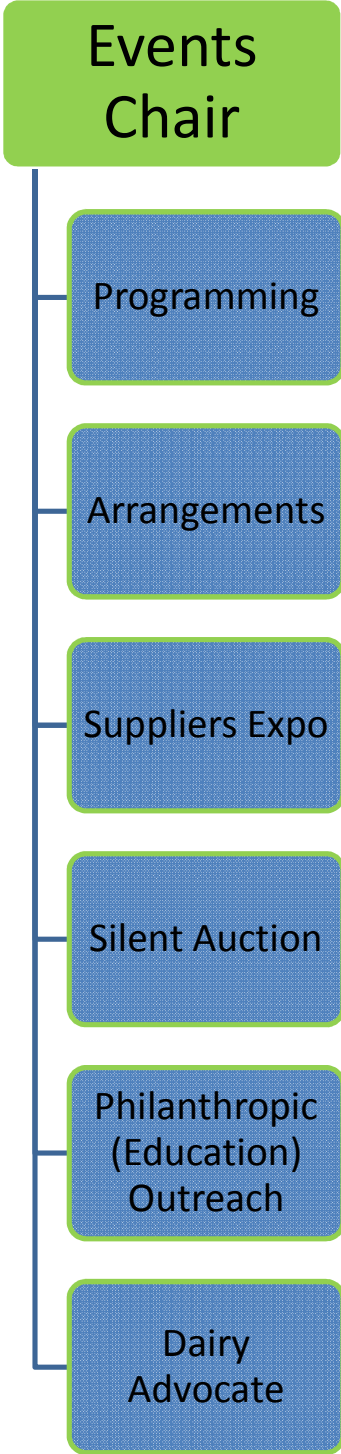 Events
Chair
Programming
Arrangements
Suppliers Expo
Silent Auction
Philanthropic
(Education)
Outreach
Dairy
Advocate